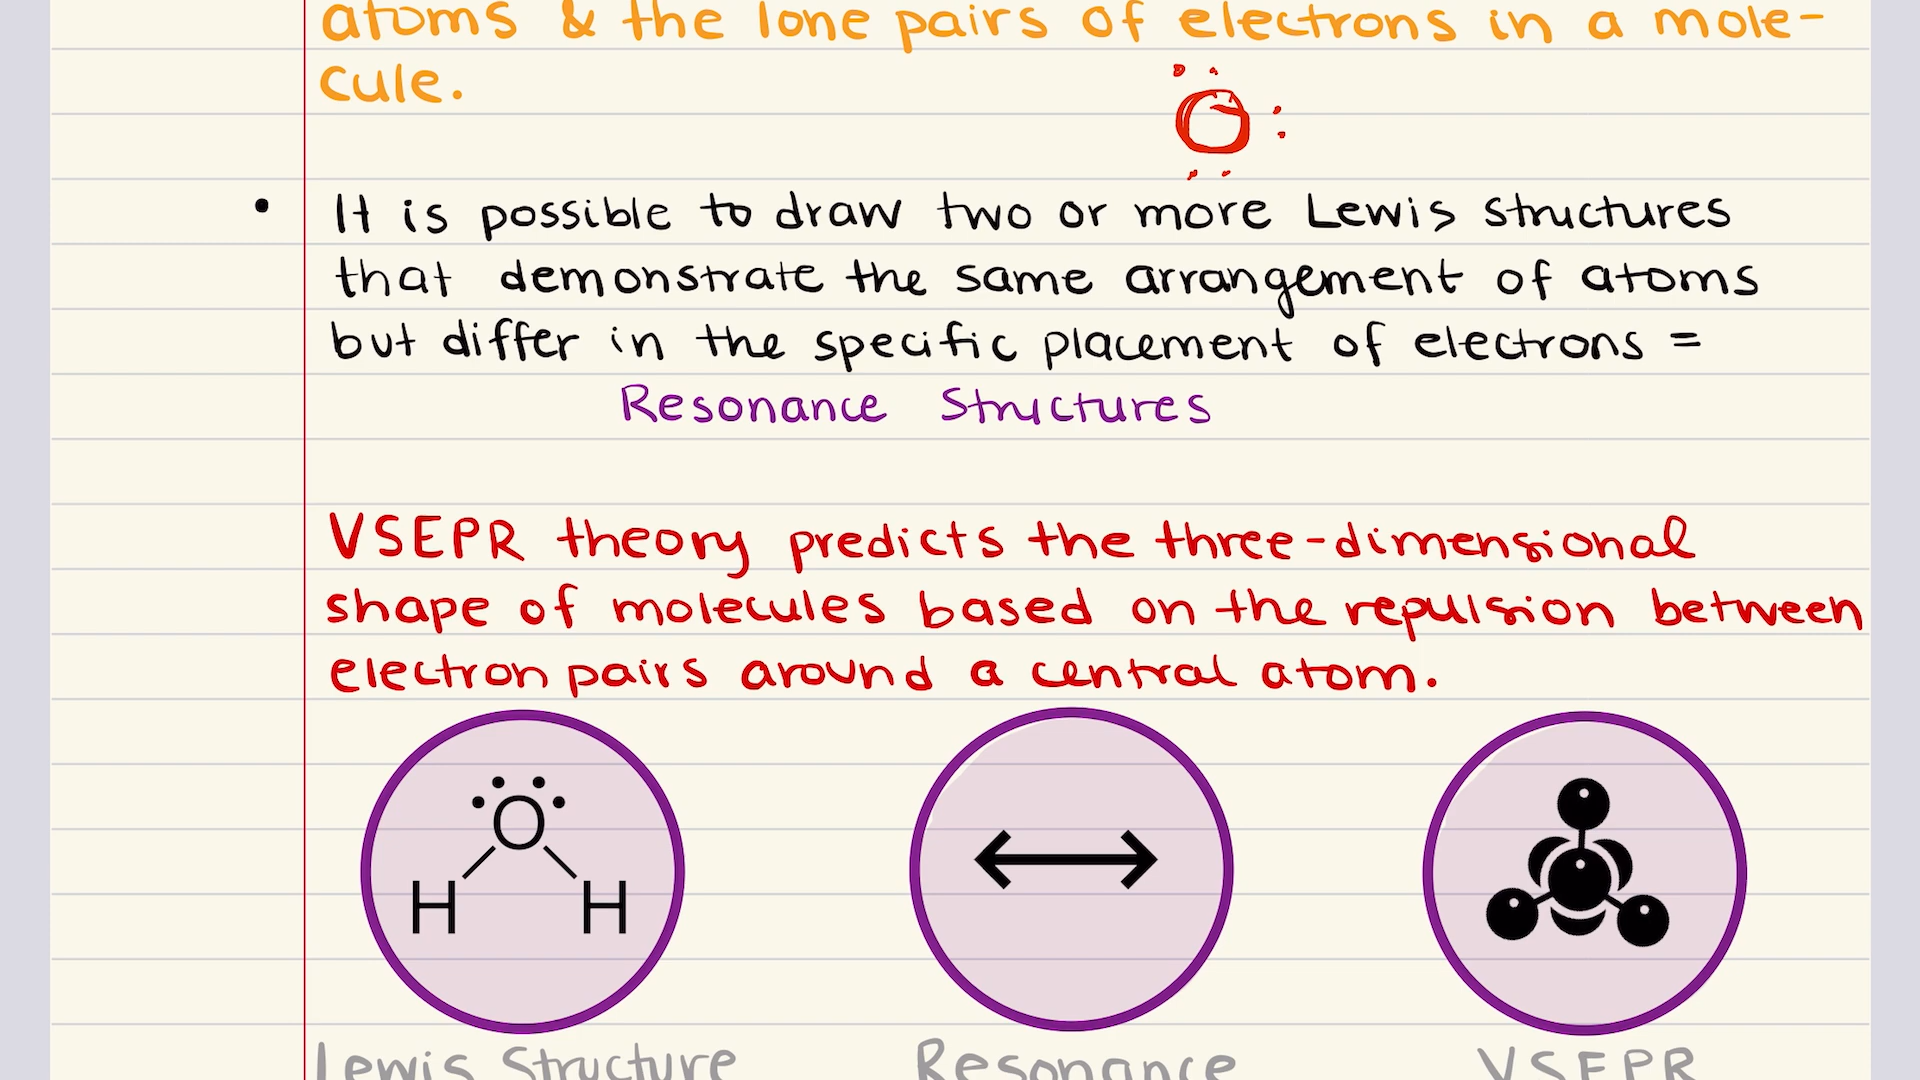 atoms & the lone pairs of electrons in a mole-
cule.
O
• It is possible to draw two or more Lewis structures
that demonstrate the same arrangement of atoms
but differ in the specific placement of electrons =
Resonance Structures
VSEPR theory predicts the three-dimensional
shape of molecules based on the repulsion between
electron pairs around a central atom.
O
H H
Lewis Structure Resonance VSEPR